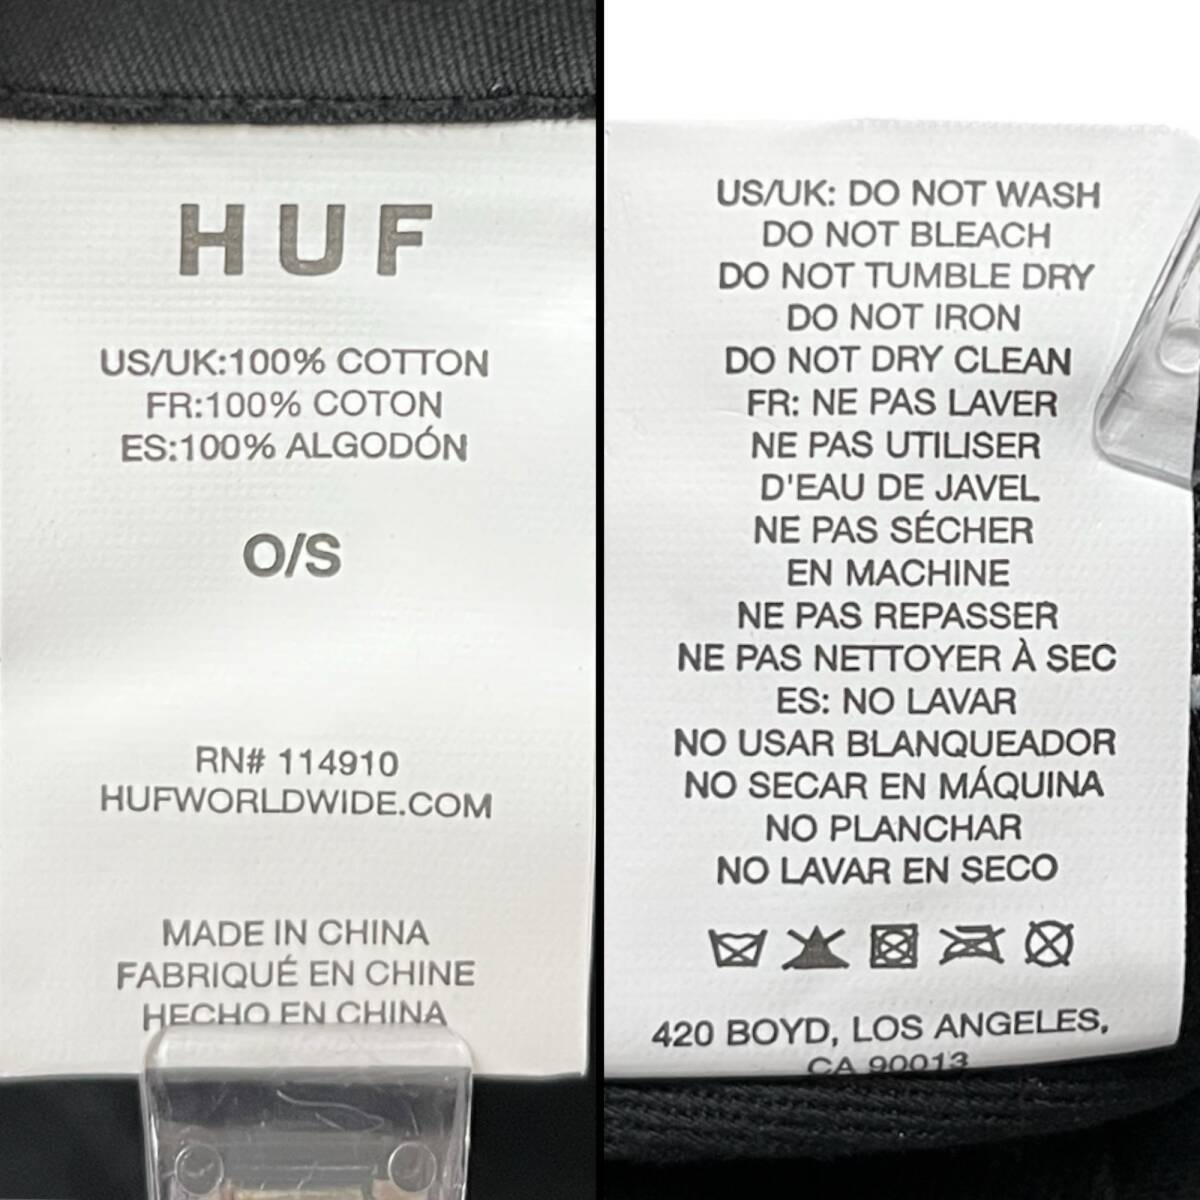 HUF
US/UK:100% COTTON
FR:100% COTON
ES:100% ALGODÓN
O/S
RN# 114910
HUFWORLDWIDE.COM
MADE IN CHINA
FABRIQUÉ EN CHINE
HECHO EN CHINA
US/UK: DO NOT WASH
DO NOT BLEACH
DO NOT TUMBLE DRY
DO NOT IRON
DO NOT DRY CLEAN
FR: NE PAS LAVER
NE PAS UTILISER
D'EAU DE JAVEL
NE PAS SÉCHER
EN MACHINE
NE PAS REPASSER
NE PAS NETTOYER À SEC
ES: NO LAVAR
NO USAR BLANQUEADOR
NO SECAR EN MÁQUINA
NO PLANCHAR
NO LAVAR EN SECO
420 BOYD, LOS ANGELES,
CA 90013